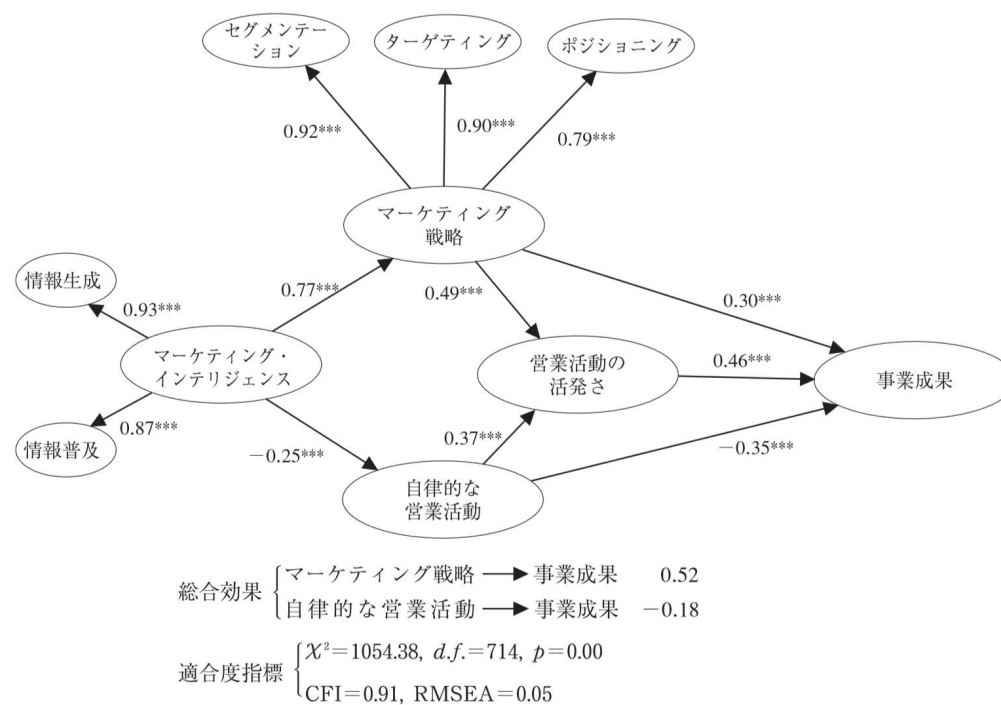 セグメンテー
ション
ターゲティング
ポジショニング
0.92***
0.90***
0.79***
マーケティング
戦略
情報生成
0.93***
0.77***
0.49***
0.30***
マーケティング・
インテリジェンス
営業活動の
活発さ
0.46***
事業成果
0.87***
情報普及
-0.25***
0.37***
-0.35***
自律的な
営業活動
総合効果
マーケティング戦略 → 事業成果 0.52
自律的な営業活動 → 事業成果 -0.18
適合度指標
χ²=1054.38, d.f.=714, p=0.00
CFI=0.91, RMSEA=0.05